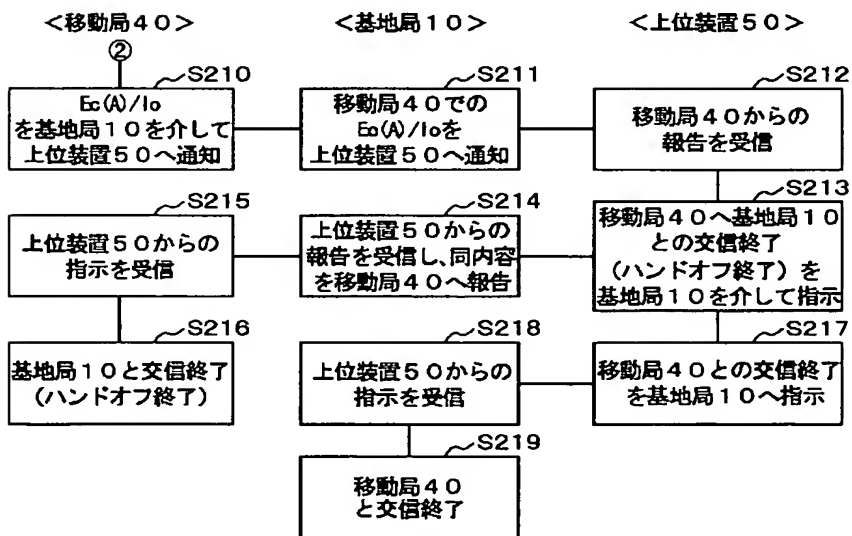 <移動局40>
<基地局10>
<上位装置50>
②
S210
Ec(A)/Io
を基地局10を介して
上位装置50へ通知
S211
移動局40での
Ec(A)/Ioを
上位装置50へ通知
S212
移動局40からの
報告を受信
S215
上位装置50からの
指示を受信
S214
上位装置50からの
報告を受信し、同内容
を移動局40へ報告
S213
移動局40へ基地局10
との交信終了
(ハンドオフ終了)を
基地局10を介して指示
S216
基地局10と交信終了
(ハンドオフ終了)
S218
上位装置50からの
指示を受信
S217
移動局40との交信終了
を基地局10へ指示
S219
移動局40
と交信終了